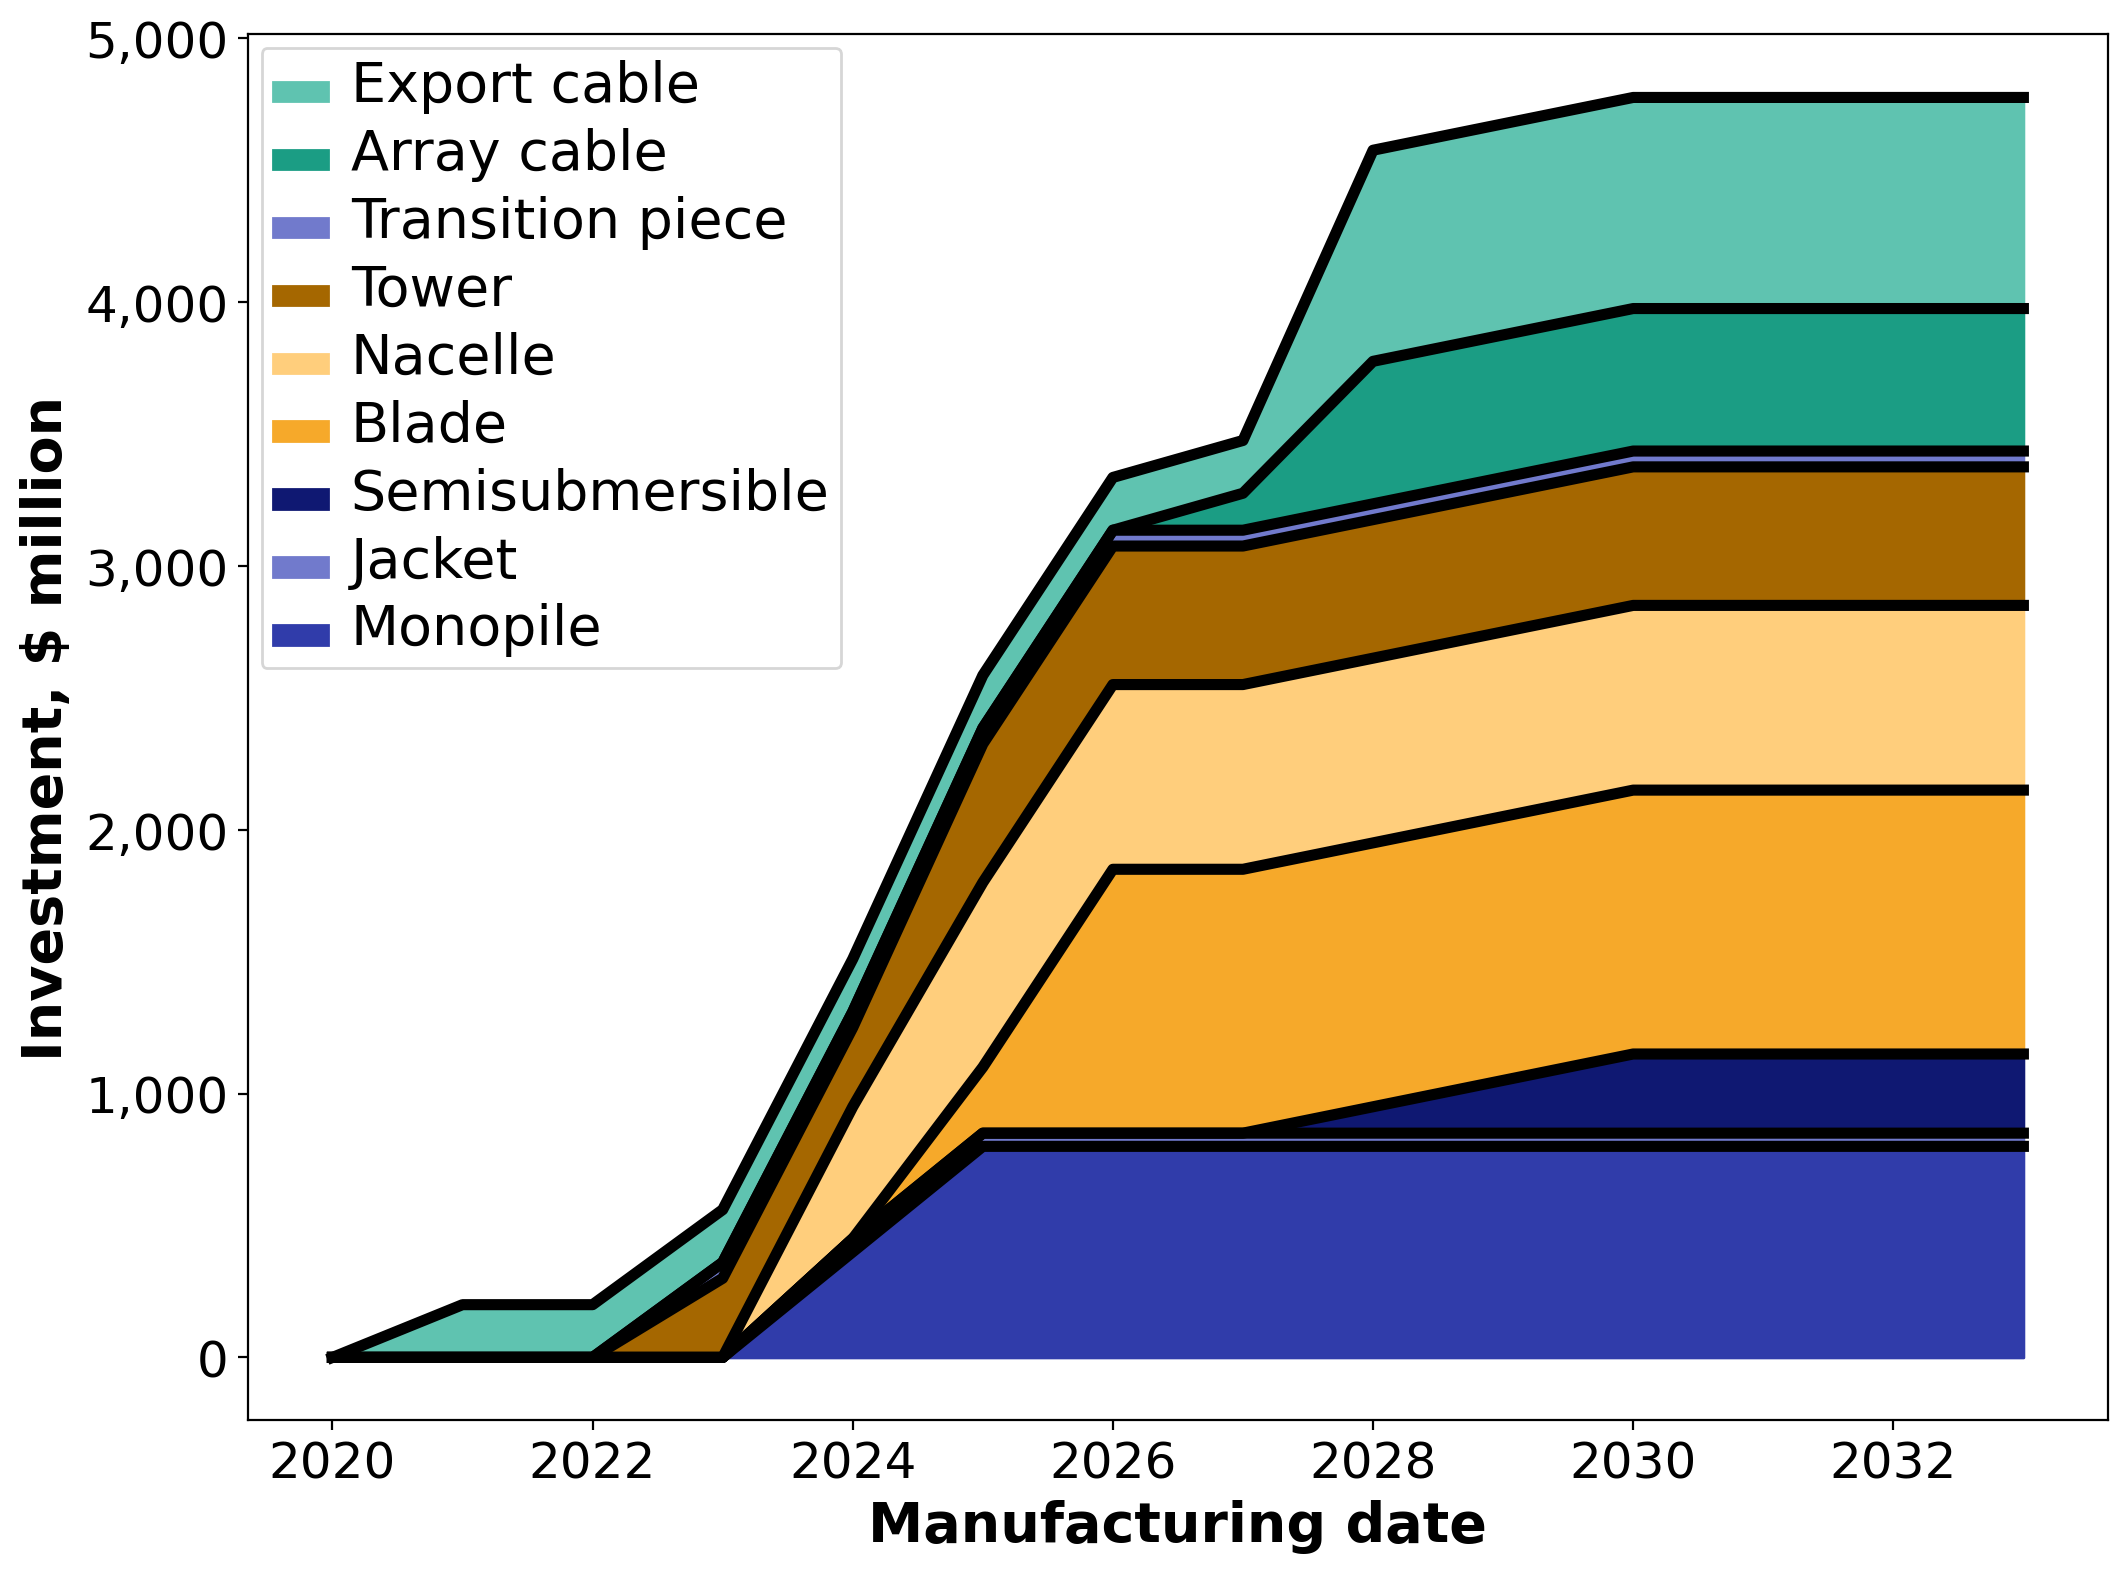 5,000
4,000
3,000
2,000
1,000
0
Investment, $ million
Export cable
Array cable
Transition piece
Tower
Nacelle
Blade
Semisubmersible
Jacket
Monopile
2020 2022 2024 2026 2028 2030 2032
Manufacturing date